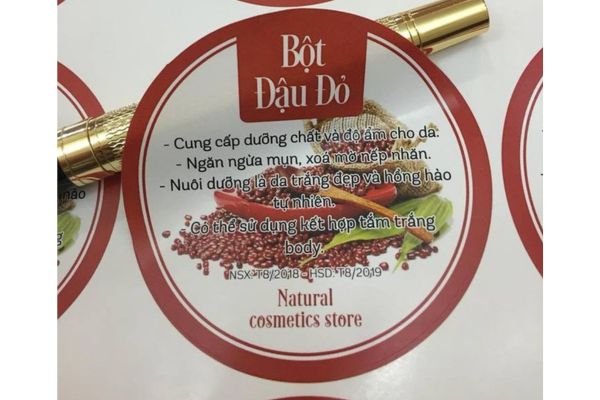 Bột
Đậu Đỏ
- Cung cấp dưỡng chất và độ ẩm cho da.
- Ngăn ngừa mụn, xoá mờ nếp nhăn.
- Nuôi dưỡng là da trắng đẹp và hồng hào
tự nhiên.
- Có thể sử dụng kết hợp tắm trắng
body.
NSX: T8/2018 - HSD: T8/2019
Natural
cosmetics store